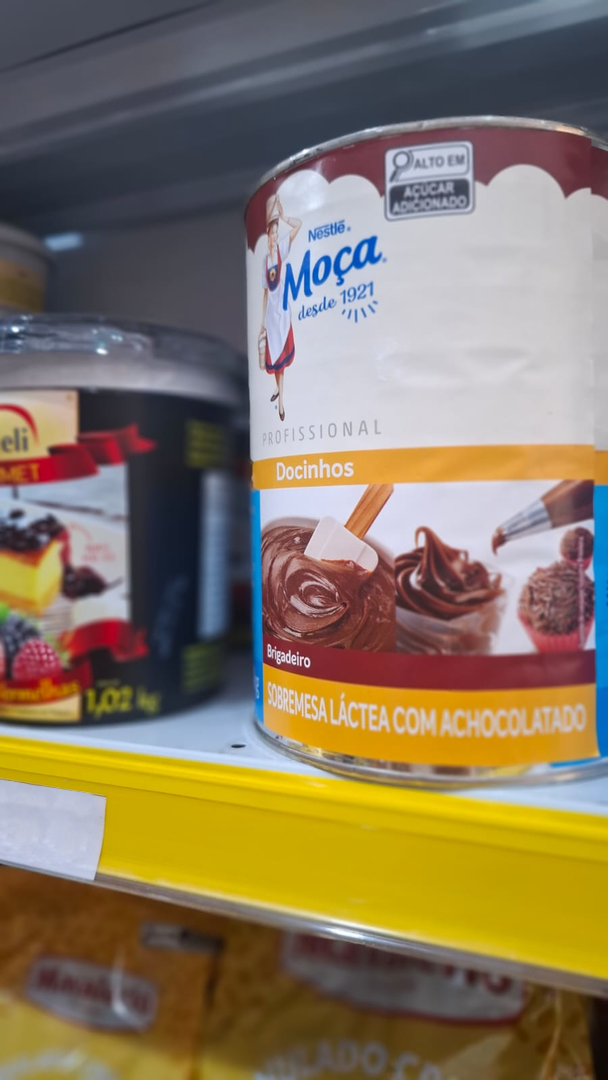 ALTO EM
AÇÚCAR
ADICIONADO
Nestlé
Moça
desde 1921
PROFISSIONAL
Docinhos
Brigadeiro
SOBREMESA LÁCTEA COM ACHOCOLATADO
1,02 kg